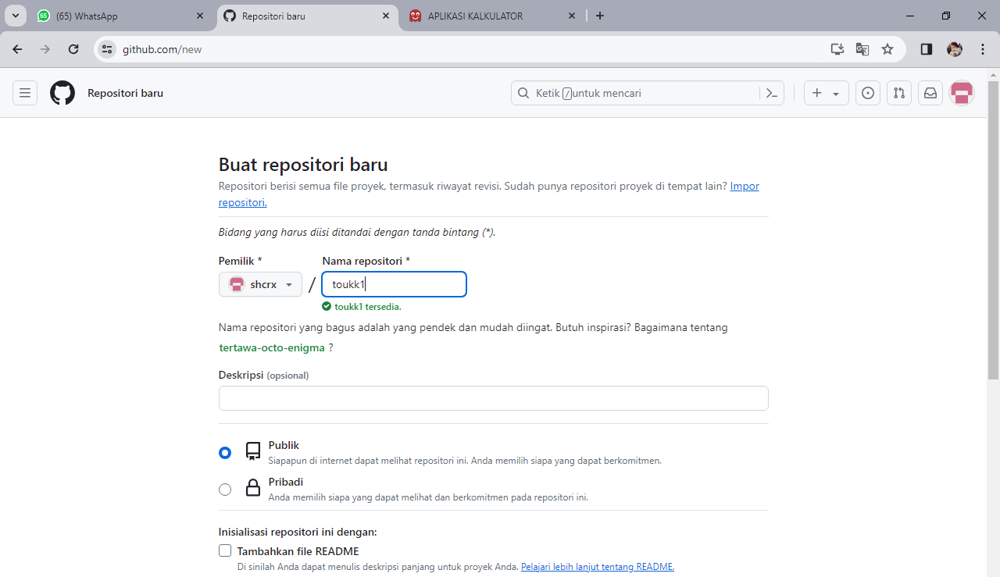 65 (65) WhatsApp
Repositori baru
APLIKASI KALKULATOR
github.com/new
Repositori baru
Ketik / untuk mencari
Buat repositori baru
Repositori berisi semua file proyek, termasuk riwayat revisi. Sudah punya repositori proyek di tempat lain? Impor
repositori.
Bidang yang harus diisi ditandai dengan tanda bintang (*).
Pemilik * Nama repositori *
shcrx / toukk1
toukk1 tersedia.
Nama repositori yang bagus adalah yang pendek dan mudah diingat. Butuh inspirasi? Bagaimana tentang
tertawa-octo-enigma ?
Deskripsi (opsional)
Publik
Siapapun di internet dapat melihat repositori ini. Anda memilih siapa yang dapat berkomitmen.
Pribadi
Anda memilih siapa yang dapat melihat dan berkomitmen pada repositori ini.
Inisialisasi repositori ini dengan:
Tambahkan file README
Di sinilah Anda dapat menulis deskripsi panjang untuk proyek Anda. Pelajari lebih lanjut tentang README.